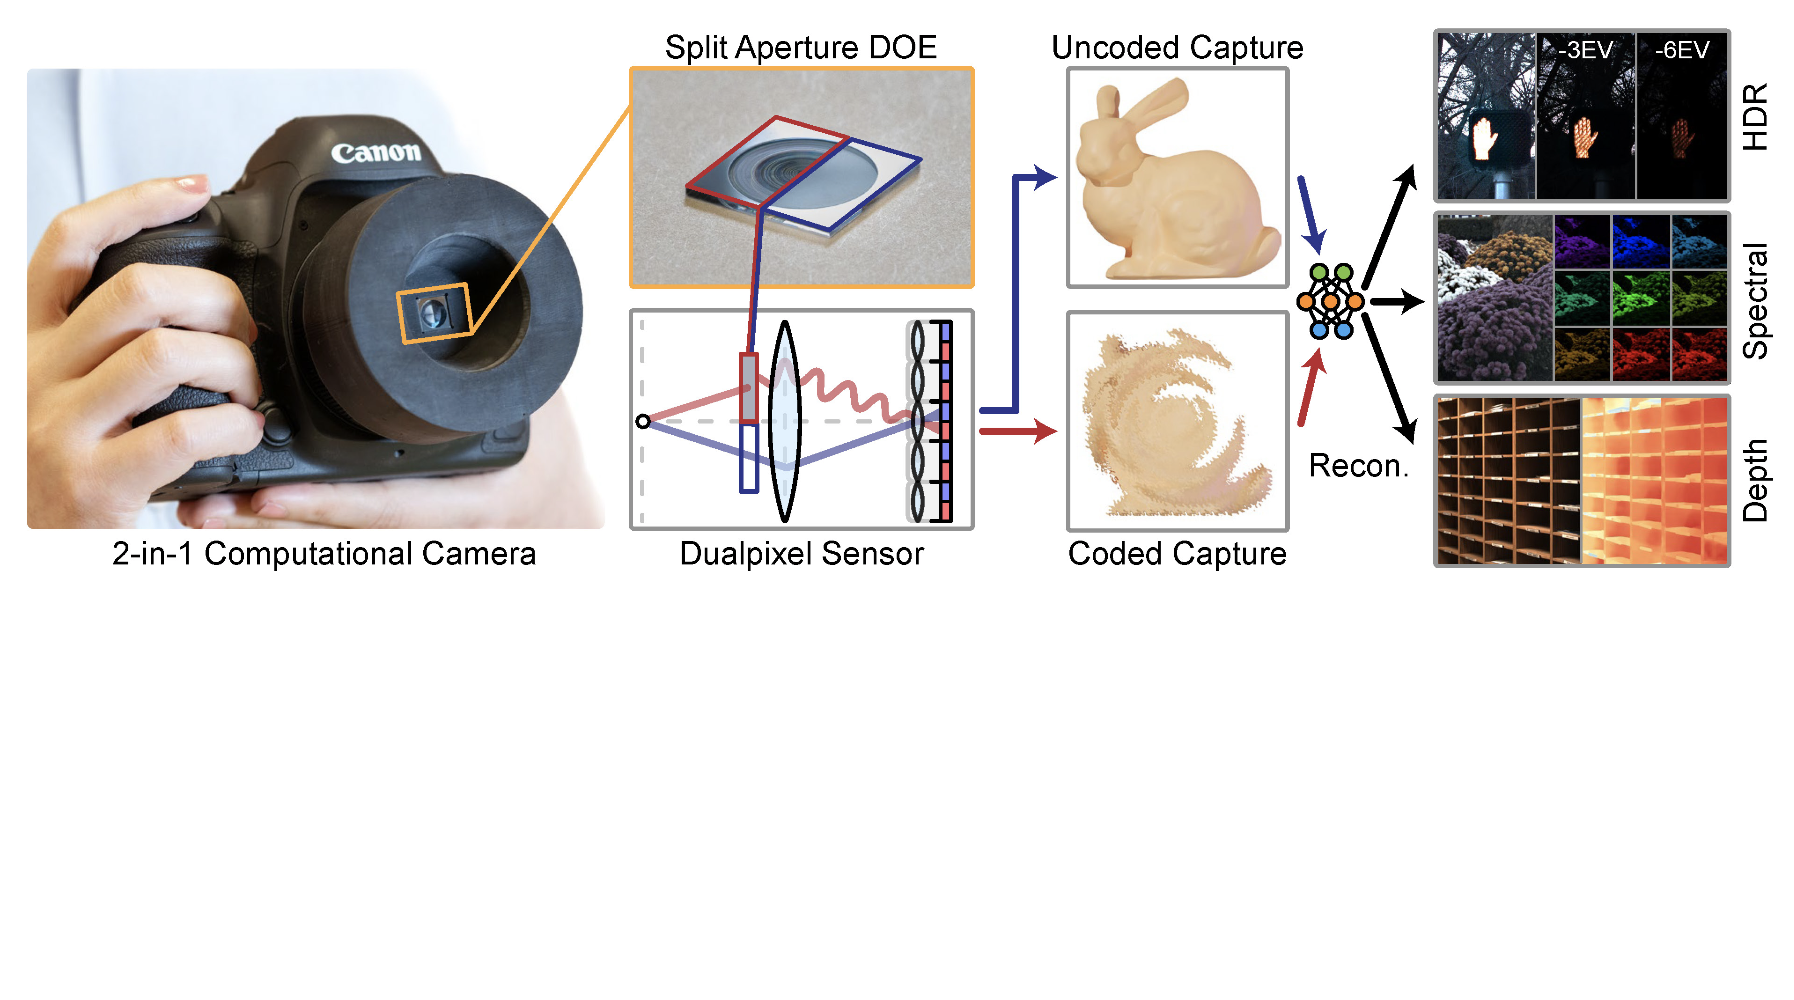 Canon
2-in-1 Computational Camera
Split Aperture DOE
Dualpixel Sensor
Uncoded Capture
Coded Capture
Recon.
-3EV
-6EV
HDR
Spectral
Depth